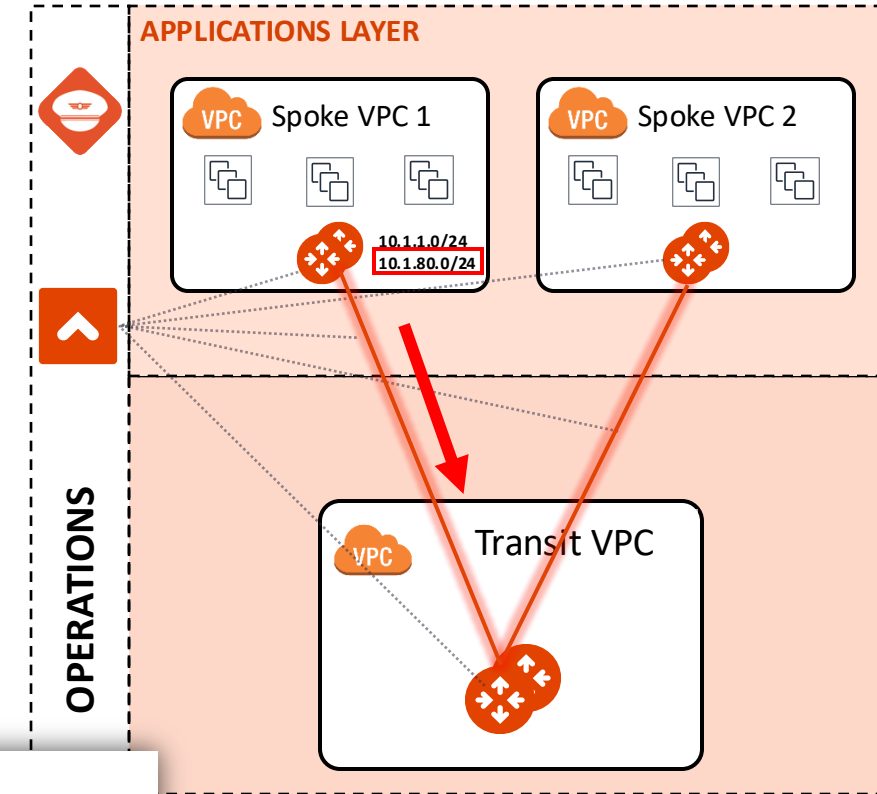 APPLICATIONS LAYER
VPC
Spoke VPC 1
VPC
Spoke VPC 2
10.1.1.0/24
10.1.80.0/24
OPERATIONS
VPC
Transit VPC